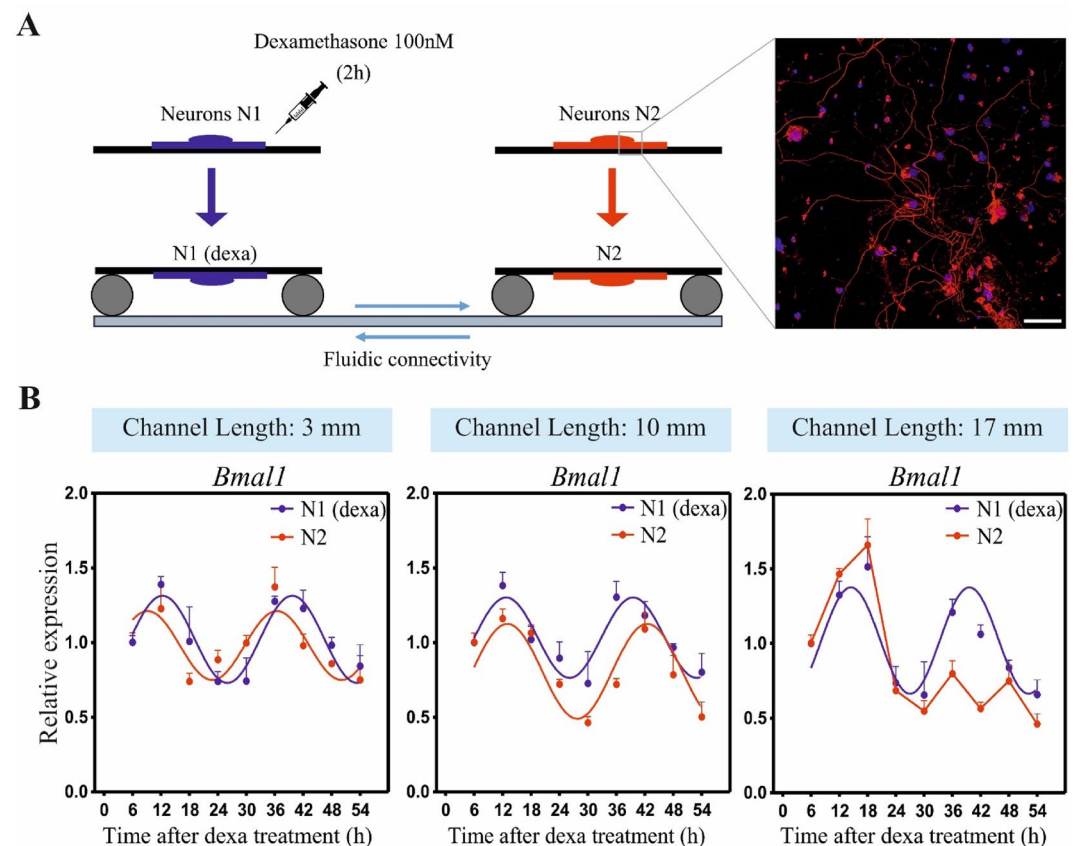 A
Dexamethasone 100nM
(2h)
Neurons N1
Neurons N2
N1 (dexa)
N2
Fluidic connectivity
B
Channel Length: 3 mm
Channel Length: 10 mm
Channel Length: 17 mm
Bmal1
Bmal1
Bmal1
Relative expression
2.0
1.5
1.0
0.5
0.0
N1 (dexa)
N2
0 6 12 18 24 30 36 42 48 54
Time after dexa treatment (h)
2.0
1.5
1.0
0.5
0.0
N1 (dexa)
N2
0 6 12 18 24 30 36 42 48 54
Time after dexa treatment (h)
2.0
1.5
1.0
0.5
0.0
N1 (dexa)
N2
0 6 12 18 24 30 36 42 48 54
Time after dexa treatment (h)